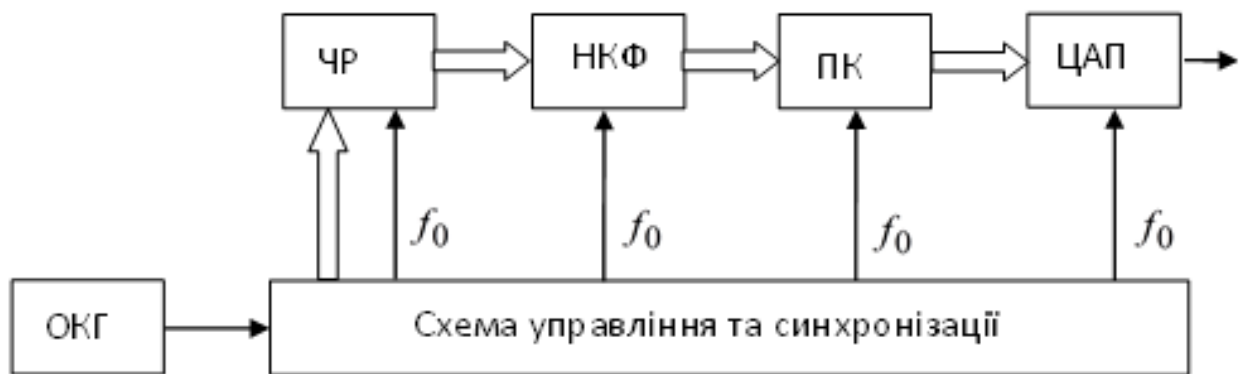 ЧР
НКФ
ПК
ЦАП
f₀
f₀
f₀
f₀
ОКГ
Схема управління та синхронізації